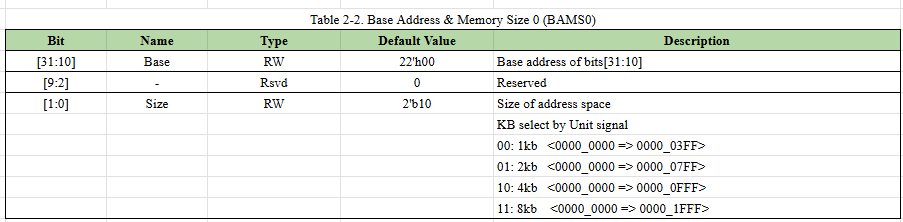 Table 2-2. Base Address & Memory Size 0 (BAMS0)
Bit Name Type Default Value Description
[31:10] Base RW 22'h00 Base address of bits[31:10]
[9:2] - Rsvd 0 Reserved
[1:0] Size RW 2'b10 Size of address space
KB select by Unit signal
00: 1kb <0000_0000 => 0000_03FF>
01: 2kb <0000_0000 => 0000_07FF>
10: 4kb <0000_0000 => 0000_0FFF>
11: 8kb <0000_0000 => 0000_1FFF>